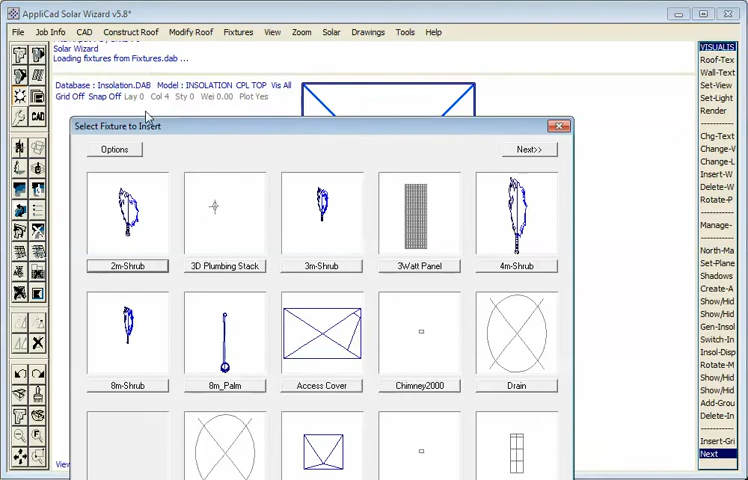 AppliCad Solar Wizard v5.8*
File Job Info CAD Construct Roof Modify Roof Fixtures View Zoom Solar Drawings Tools Help
Solar Wizard
Loading fixtures from Fixtures.dab ...
Database : Insolation.DAB Model : INSOLATION CPL TOP Vis All
Grid Off Snap Off Lay 0 Col 4 Sty 0 Wei 0.00 Plot Yes
Select Fixture to Insert
Options Next>>
2m-Shrub 3D Plumbing Stack 3m-Shrub 3Watt Panel 4m-Shrub
8m-Shrub 8m_Palm Access Cover Chimney2000 Drain
CAD
VISUALIS
Roof-Tex
Wall-Text
Set-View
Set-Light
Render
Chg-Text
Change-V
Change-L
Insert-W
Delete-W
Rotate-P
Manage-
North-Ma
Set-Plane
Shadows
Create-A
Show/Hid
Show/Hid
Gen-Insol
Switch-In
Insol-Disp
Rotate-M
Show/Hid
Show/Hid
Add-Grou
Delete-In
Insert-Gri
Next